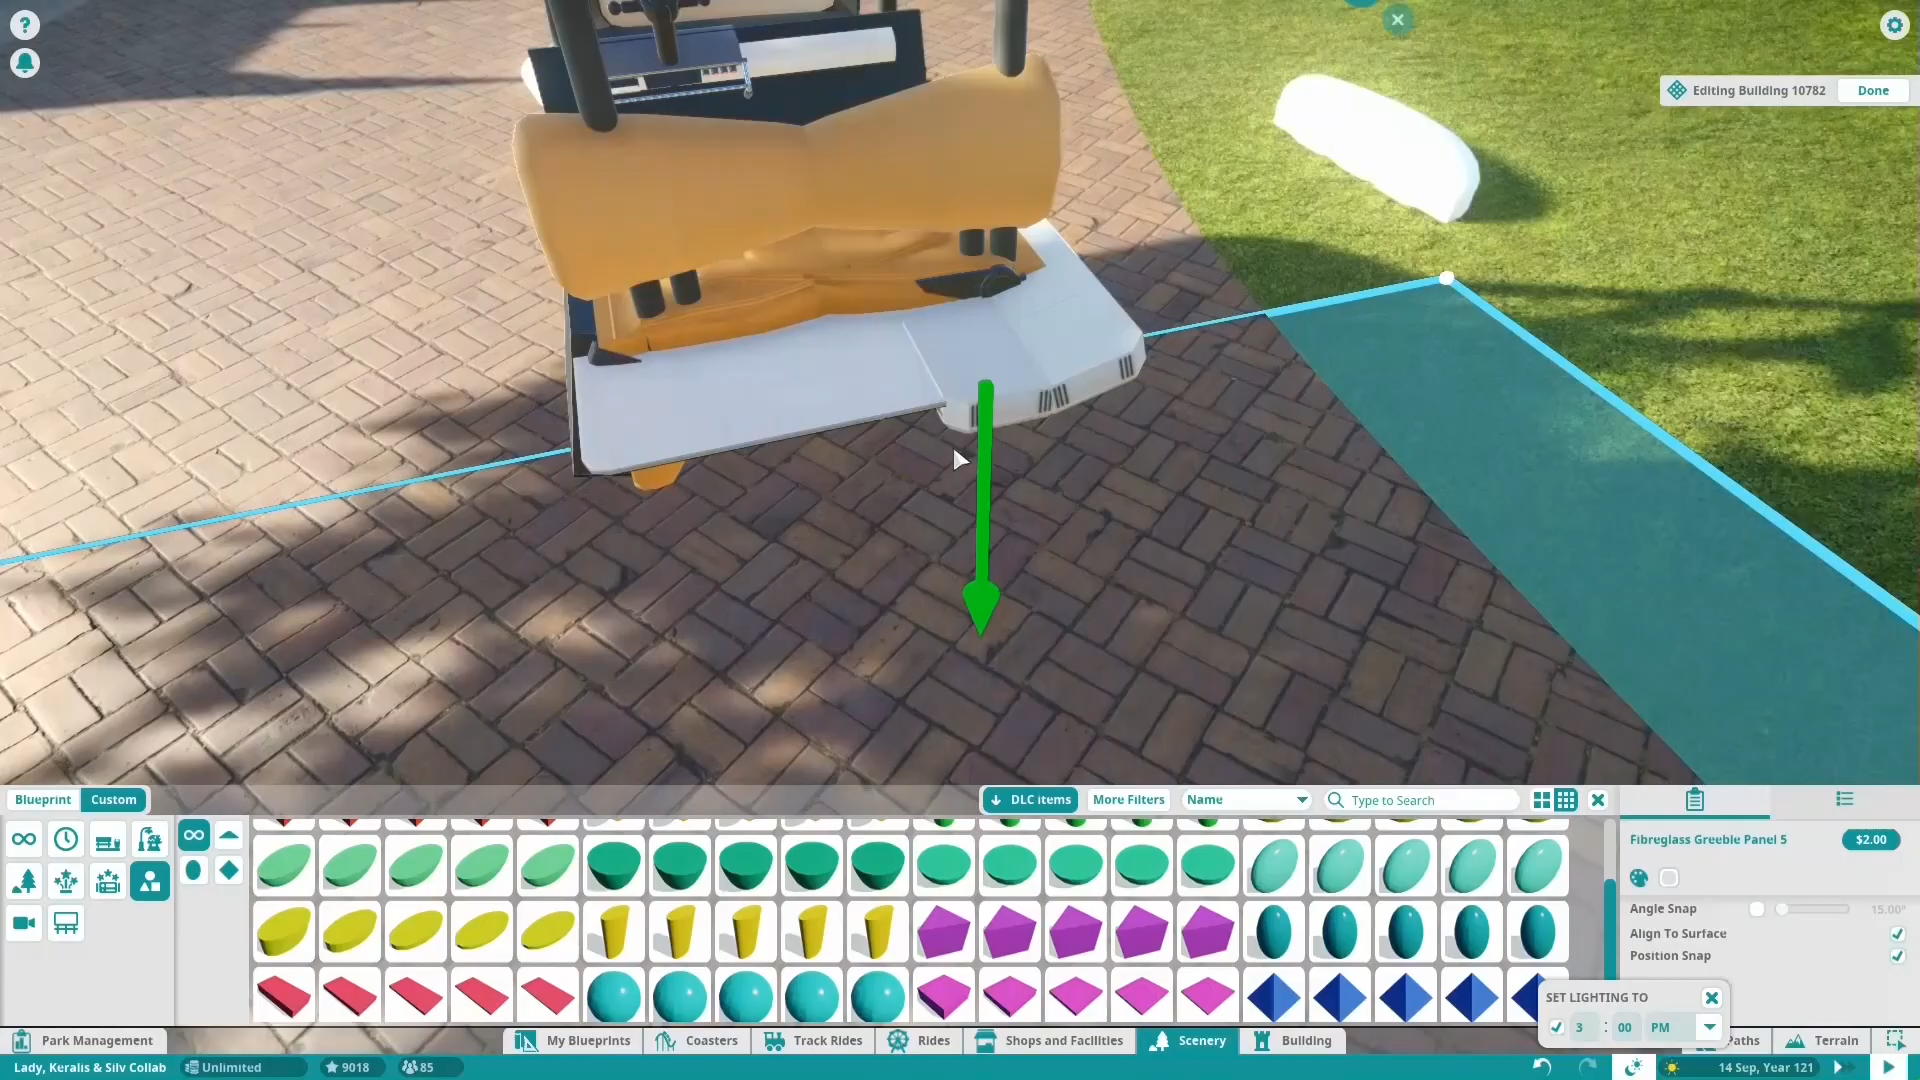 ?
Editing Building 10782
Done
Blueprint
Custom
DLC items
More Filters
Name
Type to Search
Fibreglass Greeble Panel 5
$2.00
Angle Snap
15.00°
Align To Surface
Position Snap
SET LIGHTING TO
3 : 00 PM
Park Management
My Blueprints
Coasters
Track Rides
Rides
Shops and Facilities
Scenery
Building
Paths
Terrain
Lady, Keralis & Silv Collab
Unlimited
9018
85
14 Sep, Year 121